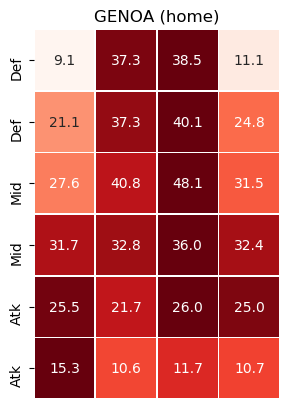 GENOA (home)
Def 9.1 37.3 38.5 11.1
Def 21.1 37.3 40.1 24.8
Mid 27.6 40.8 48.1 31.5
Mid 31.7 32.8 36.0 32.4
Atk 25.5 21.7 26.0 25.0
Atk 15.3 10.6 11.7 10.7